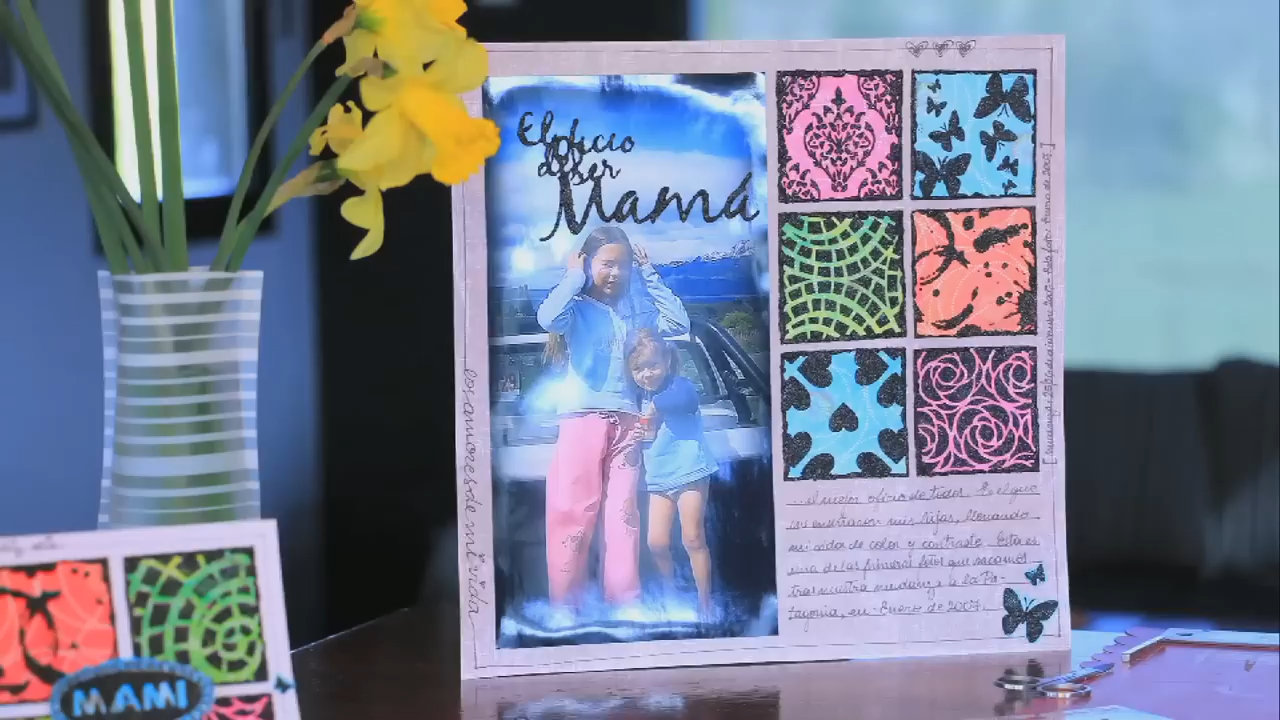 El oficio
de ser
Mamá
los amores de mi vida
...el mejor oficio de todos. Es el que
me enseñaron mis hijas, llenando
mi vida de color y contraste. Esta es
una de las primeras fotos que sacamos
tras nuestra mudanza a la Pa-
tagonia, en Enero de 2007.
MAMI